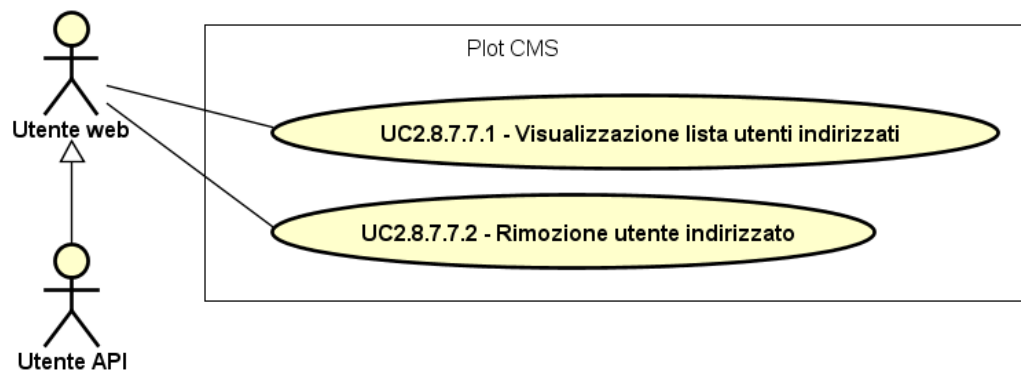 Plot CMS
Utente web
UC2.8.7.7.1 - Visualizzazione lista utenti indirizzati
UC2.8.7.7.2 - Rimozione utente indirizzato
Utente API